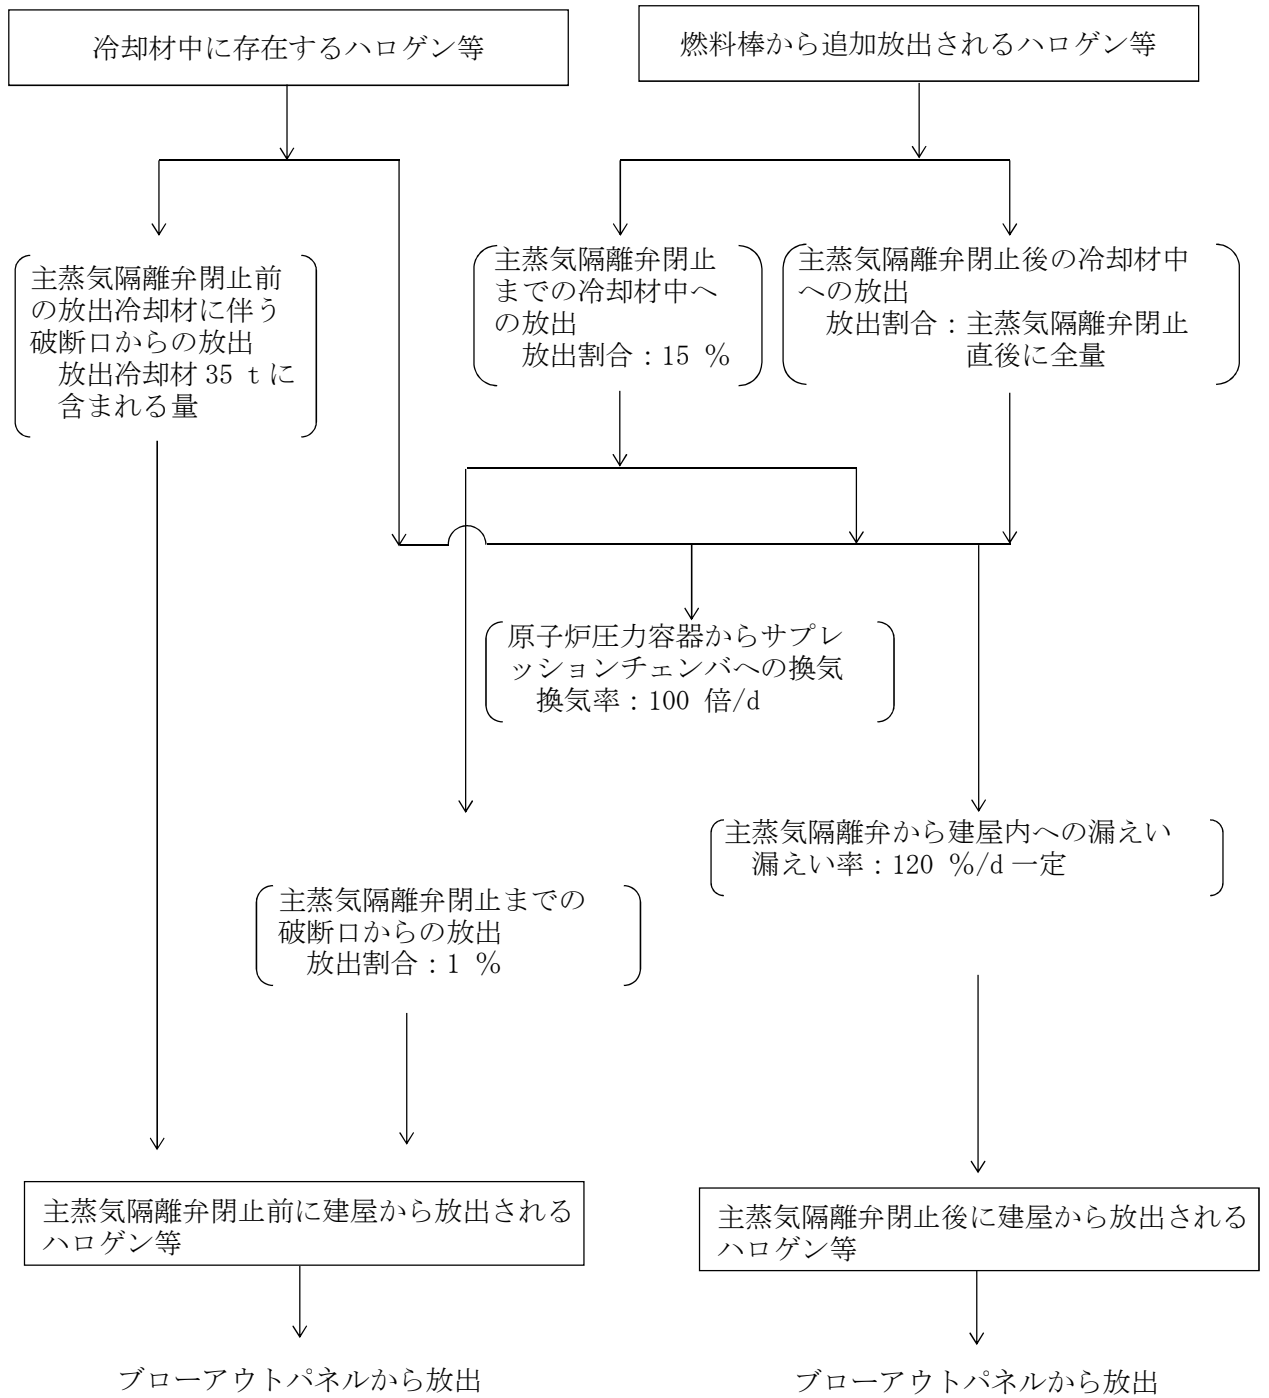 冷却材中に存在するハロゲン等
燃料棒から追加放出されるハロゲン等
主蒸気隔離弁閉止前
の放出冷却材に伴う
破断口からの放出
放出冷却材 35 t に
含まれる量
主蒸気隔離弁閉止
までの冷却材中へ
の放出
放出割合：15 %
主蒸気隔離弁閉止後の冷却材中
への放出
放出割合：主蒸気隔離弁閉止
直後に全量
原子炉圧力容器からサプレ
ッションチェンバへの換気
換気率：100 倍/d
主蒸気隔離弁から建屋内への漏えい
漏えい率：120 %/d 一定
主蒸気隔離弁閉止までの
破断口からの放出
放出割合：1 %
主蒸気隔離弁閉止前に建屋から放出される
ハロゲン等
主蒸気隔離弁閉止後に建屋から放出される
ハロゲン等
ブローアウトパネルから放出
ブローアウトパネルから放出